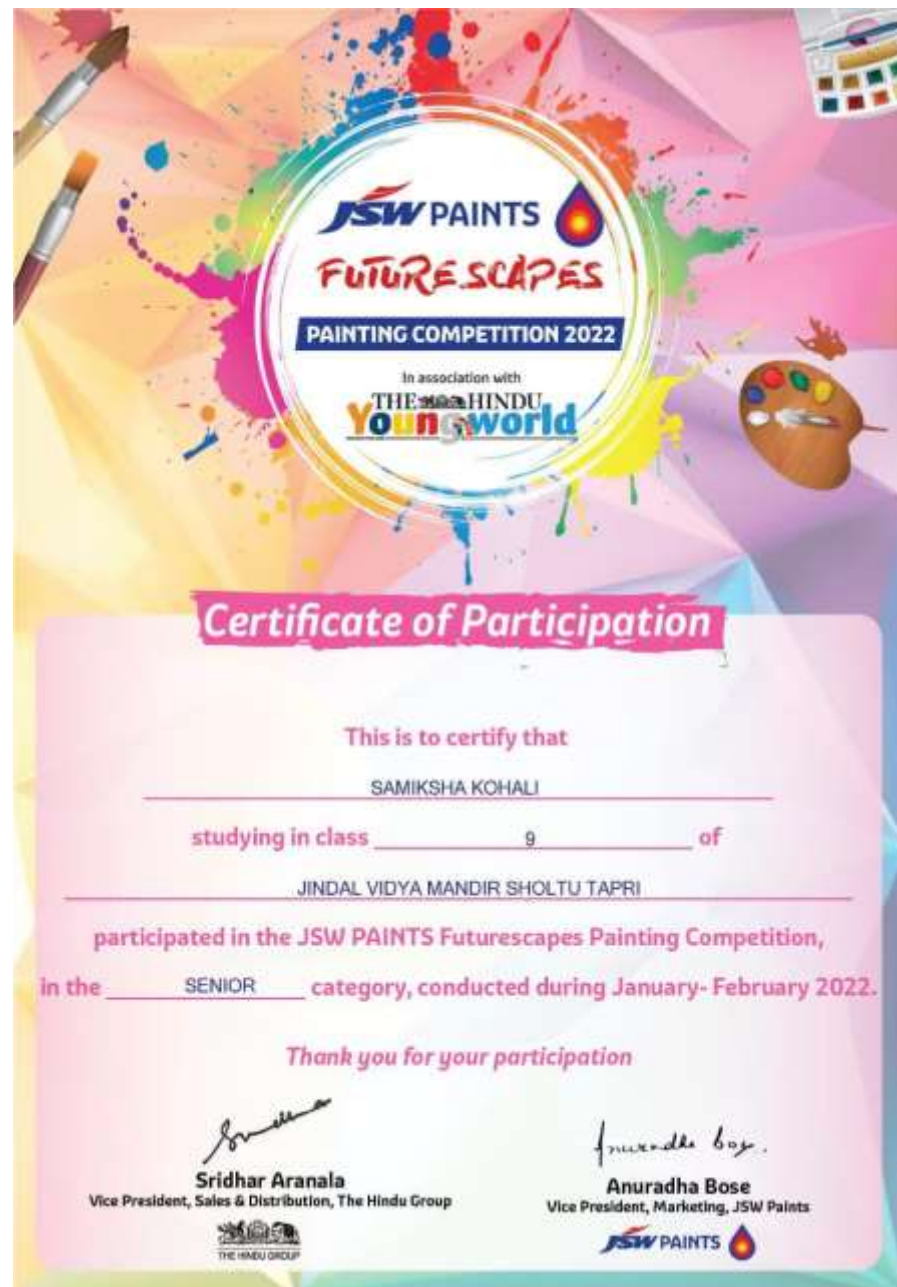 JSW PAINTS
FUTURESCAPES
PAINTING COMPETITION 2022
In association with
THE HINDU
Youngworld
Certificate of Participation
This is to certify that
SAMIKSHA KOHALI
studying in class 9 of
JINDAL VIDYA MANDIR SHOLTU TAPRI
participated in the JSW PAINTS Futurescapes Painting Competition,
in the SENIOR category, conducted during January- February 2022.
Thank you for your participation
Sridhar Aranala
Vice President, Sales & Distribution, The Hindu Group
THE HINDU GROUP
Anuradha Bose.
Anuradha Bose
Vice President, Marketing, JSW Paints
JSW PAINTS